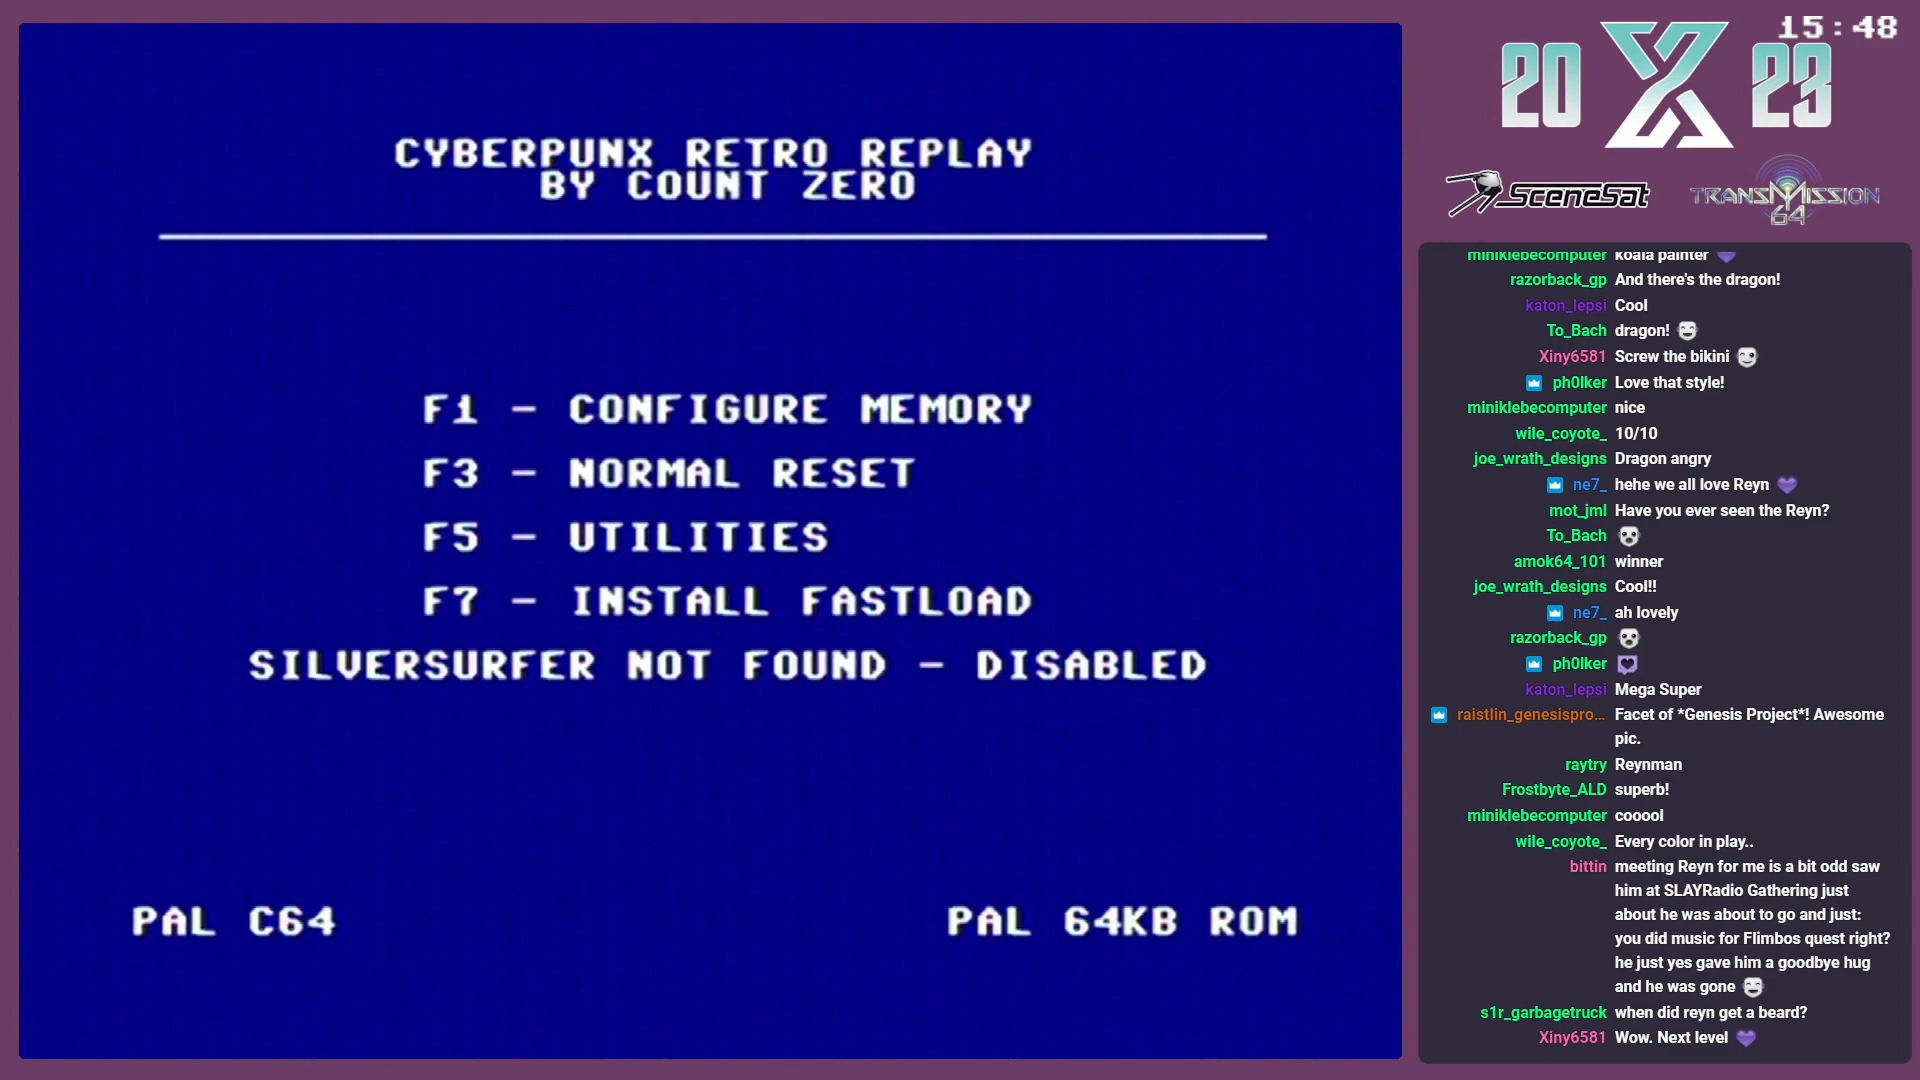 CYBERPUNX RETRO REPLAY
BY COUNT ZERO
F1 - CONFIGURE MEMORY
F3 - NORMAL RESET
F5 - UTILITIES
F7 - INSTALL FASTLOAD
SILVERSURFER NOT FOUND - DISABLED
PAL C64
PAL 64KB ROM
15:48
20 X 23
SceneSat
TRANSMISSION
64
miniklebecomputer koala painter
razorback_gp And there's the dragon!
katon_lepsi Cool
To_Bach dragon!
Xiny6581 Screw the bikini
ph0lker Love that style!
miniklebecomputer nice
wile_coyote_ 10/10
joe_wrath_designs Dragon angry
ne7_ hehe we all love Reyn
mot_jml Have you ever seen the Reyn?
To_Bach
amok64_101 winner
joe_wrath_designs Cool!!
ne7_ ah lovely
razorback_gp
ph0lker
katon_lepsi Mega Super
raistlin_genesispro... Facet of *Genesis Project*! Awesome
pic.
raytry Reynman
Frostbyte_ALD superb!
miniklebecomputer cooool
wile_coyote_ Every color in play..
bittin meeting Reyn for me is a bit odd saw
him at SLAYRadio Gathering just
about he was about to go and just:
you did music for Flimbos quest right?
he just yes gave him a goodbye hug
and he was gone
s1r_garbagetruck when did reyn get a beard?
Xiny6581 Wow. Next level